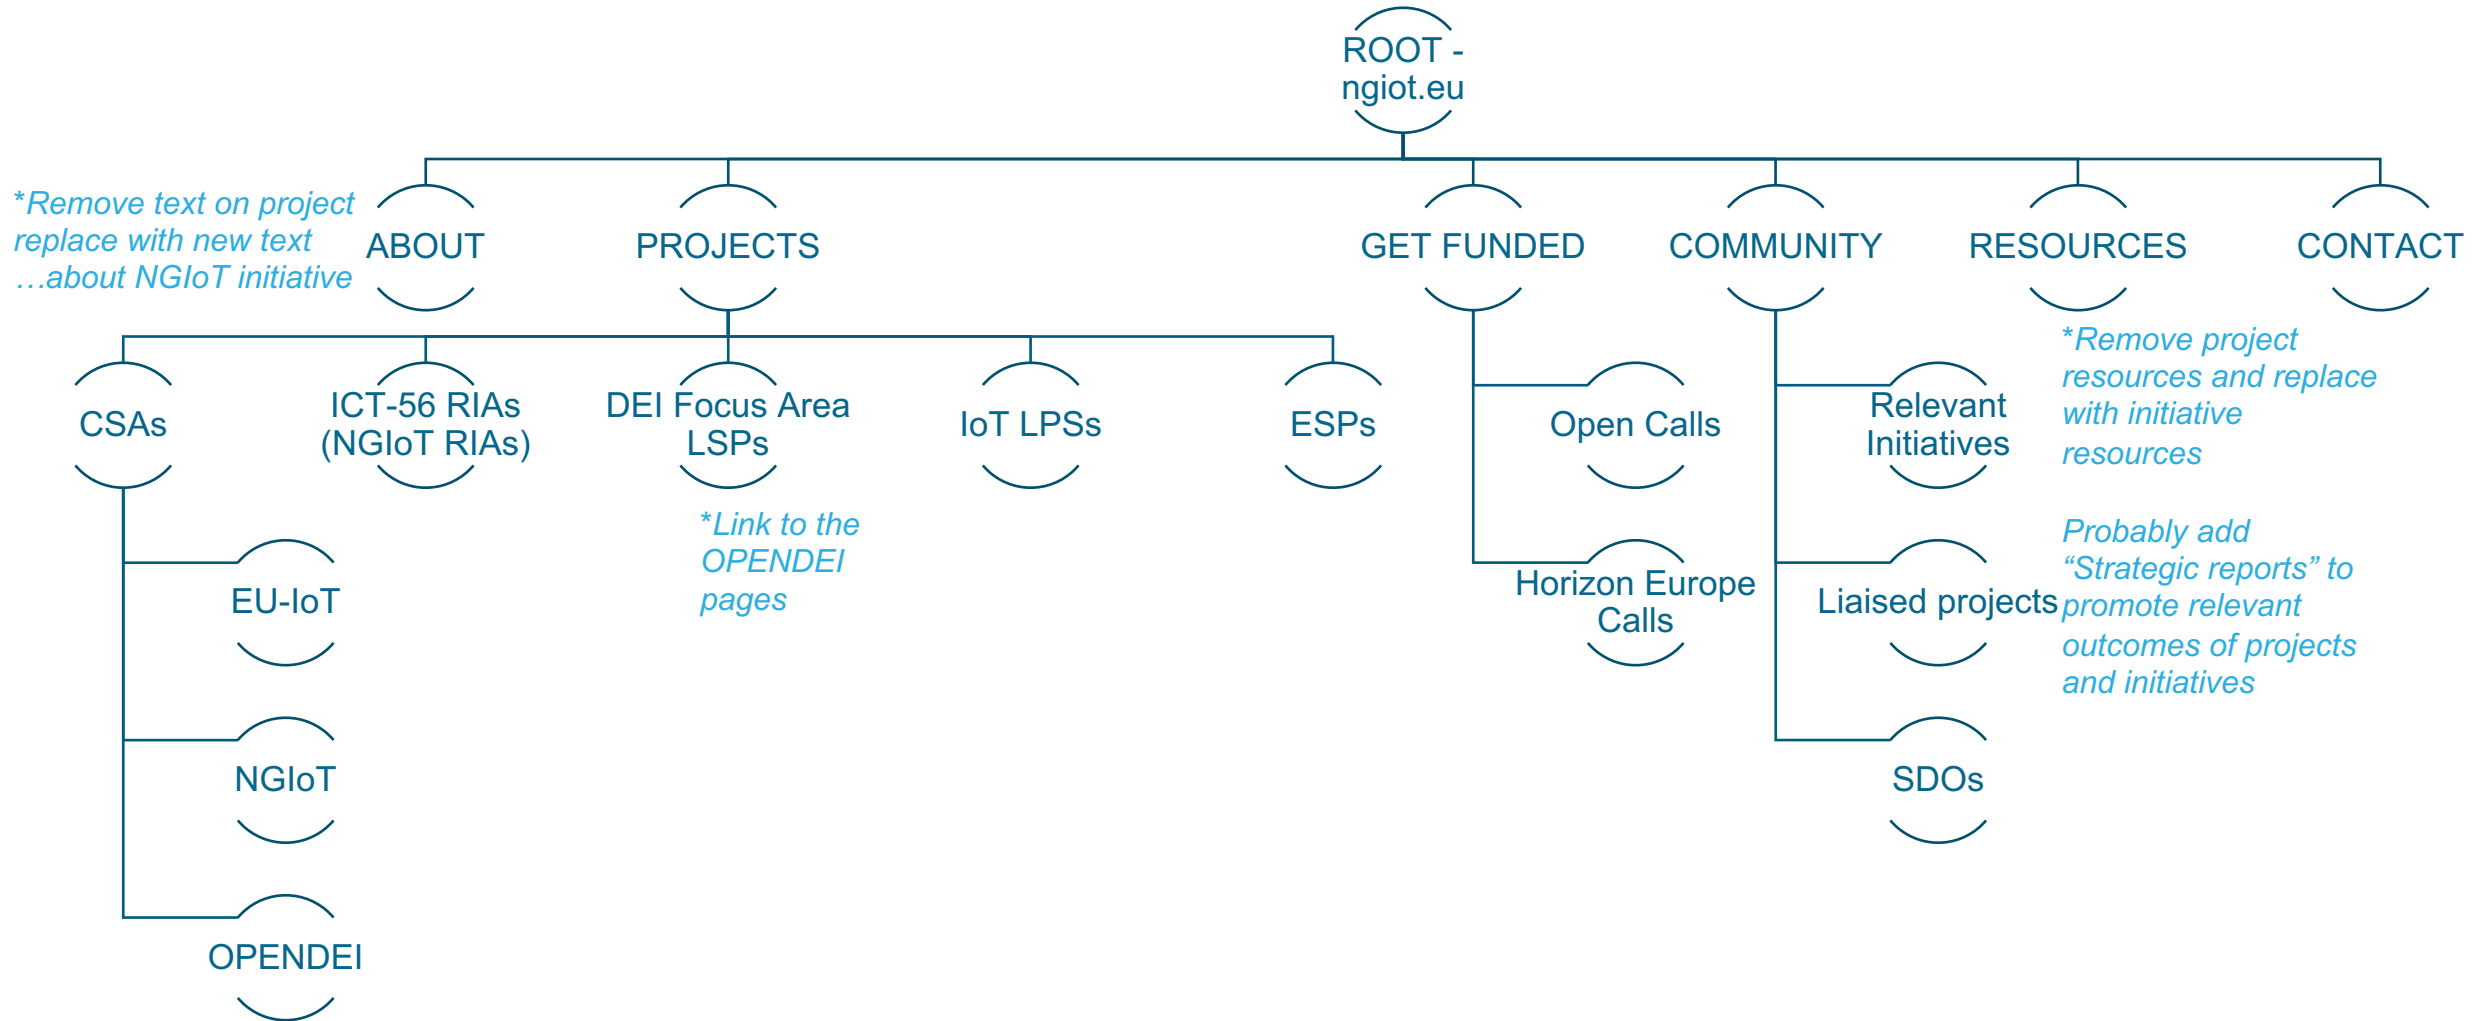 ROOT -
ngiot.eu
*Remove text on project
replace with new text
…about NGIoT initiative
ABOUT
PROJECTS
GET FUNDED
COMMUNITY
RESOURCES
CONTACT
*Remove project
resources and replace
with initiative
resources
CSAs
ICT-56 RIAs
(NGIoT RIAs)
DEI Focus Area
LSPs
IoT LPSs
ESPs
Open Calls
Relevant
Initiatives
*Link to the
OPENDEI
pages
Probably add
“Strategic reports” to
promote relevant
outcomes of projects
and initiatives
EU-IoT
Horizon Europe
Calls
Liaised projects
NGIoT
SDOs
OPENDEI